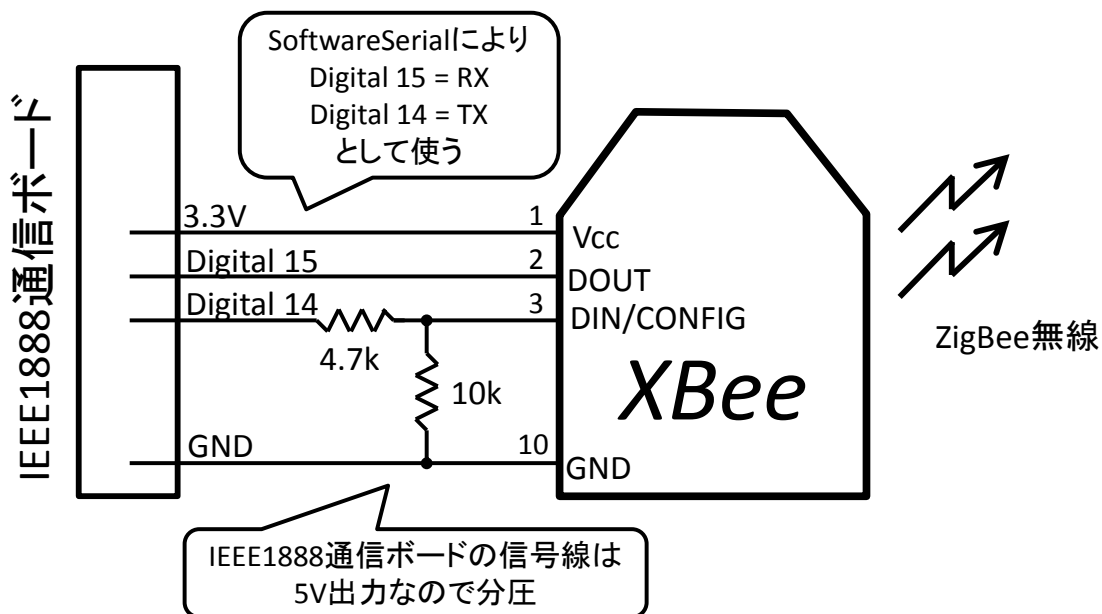 SoftwareSerialにより
Digital 15 = RX
Digital 14 = TX
として使う
IEEE1888通信ボード
3.3V
1
Vcc
Digital 15
2
DOUT
Digital 14
3
DIN/CONFIG
4.7k
10k
XBee
ZigBee無線
GND
10
GND
IEEE1888通信ボードの信号線は
5V出力なので分圧